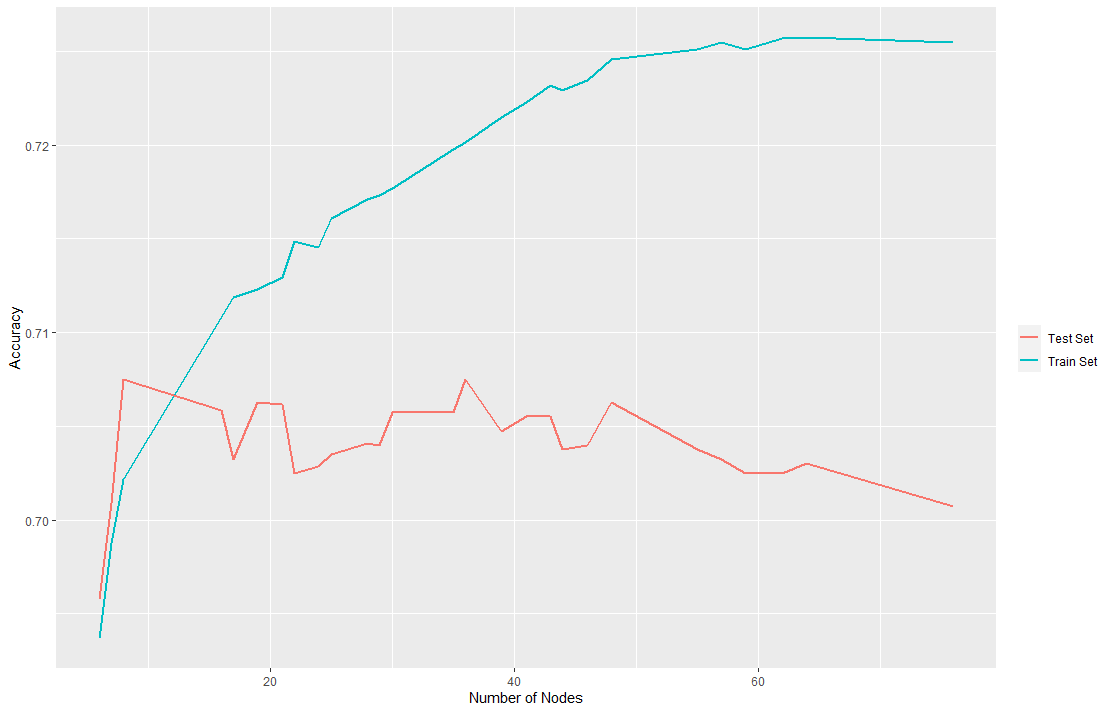 Accuracy
0.72
0.71
0.70
20
40
60
Number of Nodes
Test Set
Train Set